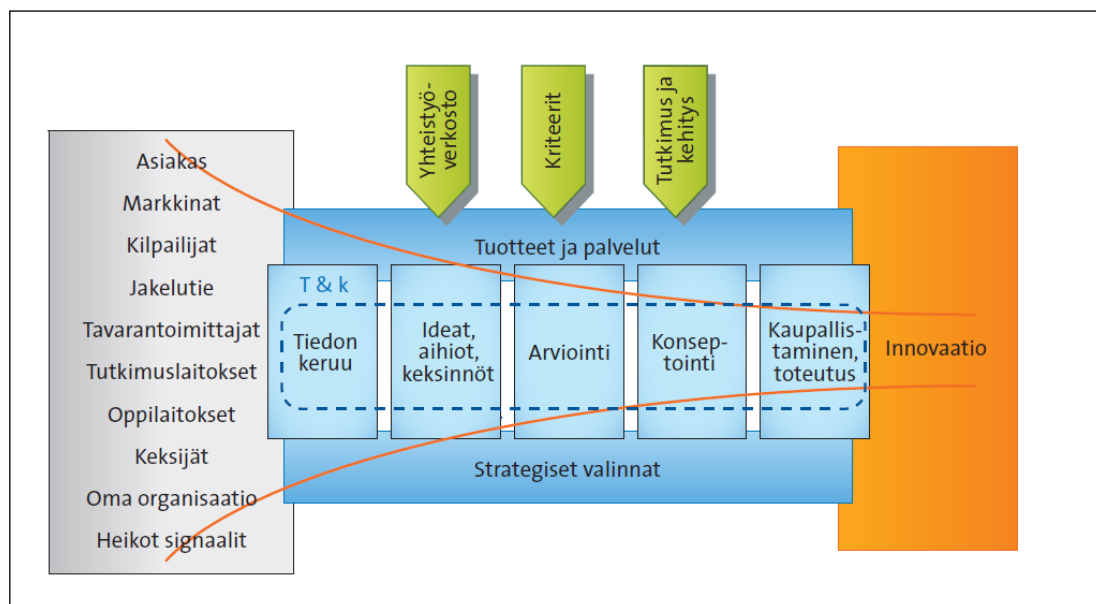 Yhteistyö-
verkosto
Kriteerit
Tutkimus ja
kehitys
Asiakas
Markkinat
Kilpailijat
Jakelutie
Tavarantoimittajat
Tutkimuslaitokset
Oppilaitokset
Keksijät
Oma organisaatio
Heikot signaalit
Tuotteet ja palvelut
T & k
Tiedon
keruu
Ideat,
aihiot,
keksinnöt
Arviointi
Konsep-
tointi
Kaupallis-
taminen,
toteutus
Strategiset valinnat
Innovaatio